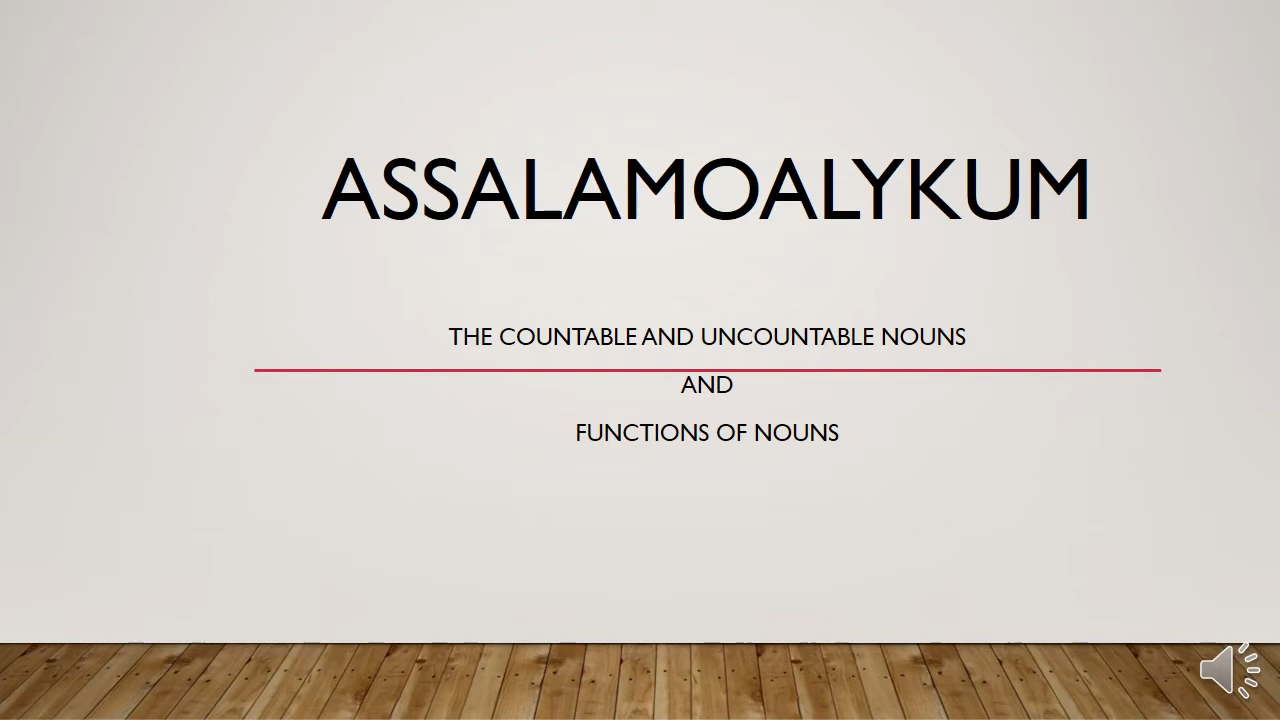 ASSALAMOALYKUM
THE COUNTABLE AND UNCOUNTABLE NOUNS
AND
FUNCTIONS OF NOUNS